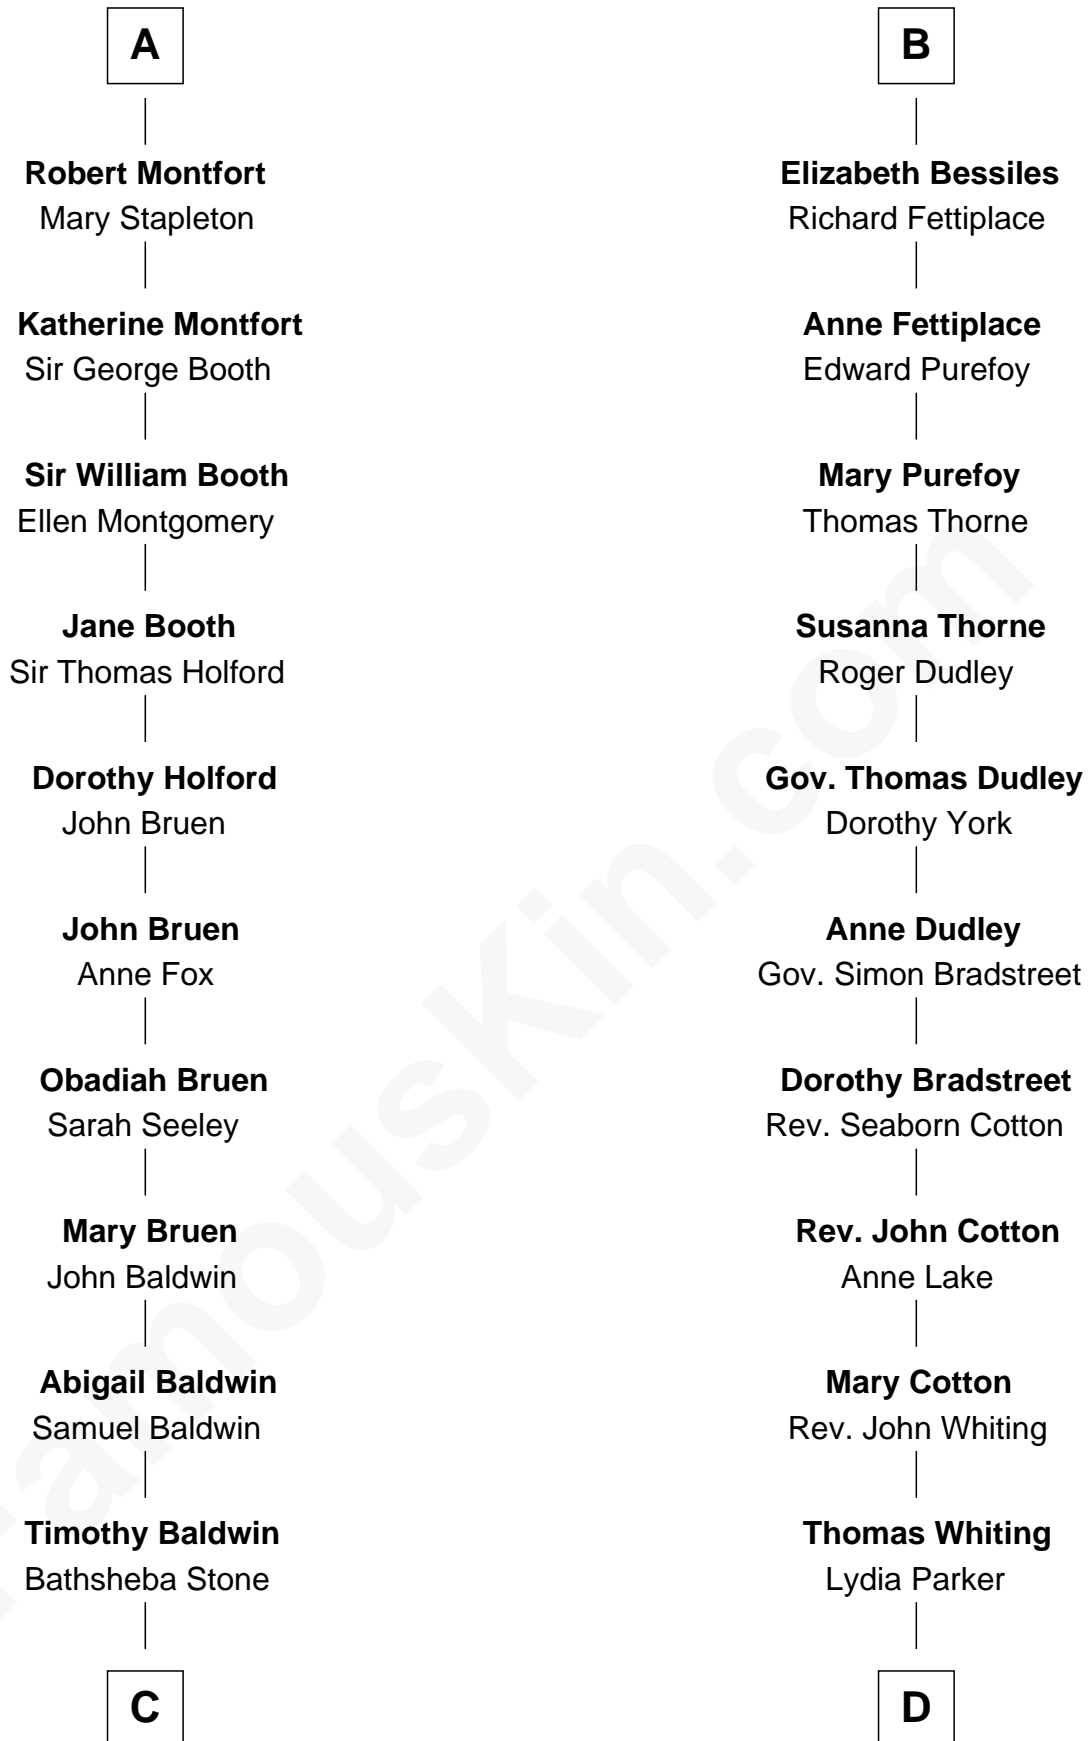 A
Robert Montfort
Mary Stapleton
Katherine Montfort
Sir George Booth
Sir William Booth
Ellen Montgomery
Jane Booth
Sir Thomas Holford
Dorothy Holford
John Bruen
John Bruen
Anne Fox
Obadiah Bruen
Sarah Seeley
Mary Bruen
John Baldwin
Abigail Baldwin
Samuel Baldwin
Timothy Baldwin
Bathsheba Stone
C
B
Elizabeth Bessiles
Richard Fettiplace
Anne Fettiplace
Edward Purefoy
Mary Purefoy
Thomas Thorne
Susanna Thorne
Roger Dudley
Gov. Thomas Dudley
Dorothy York
Anne Dudley
Gov. Simon Bradstreet
Dorothy Bradstreet
Rev. Seaborn Cotton
Rev. John Cotton
Anne Lake
Mary Cotton
Rev. John Whiting
Thomas Whiting
Lydia Parker
D
FamousKin.com